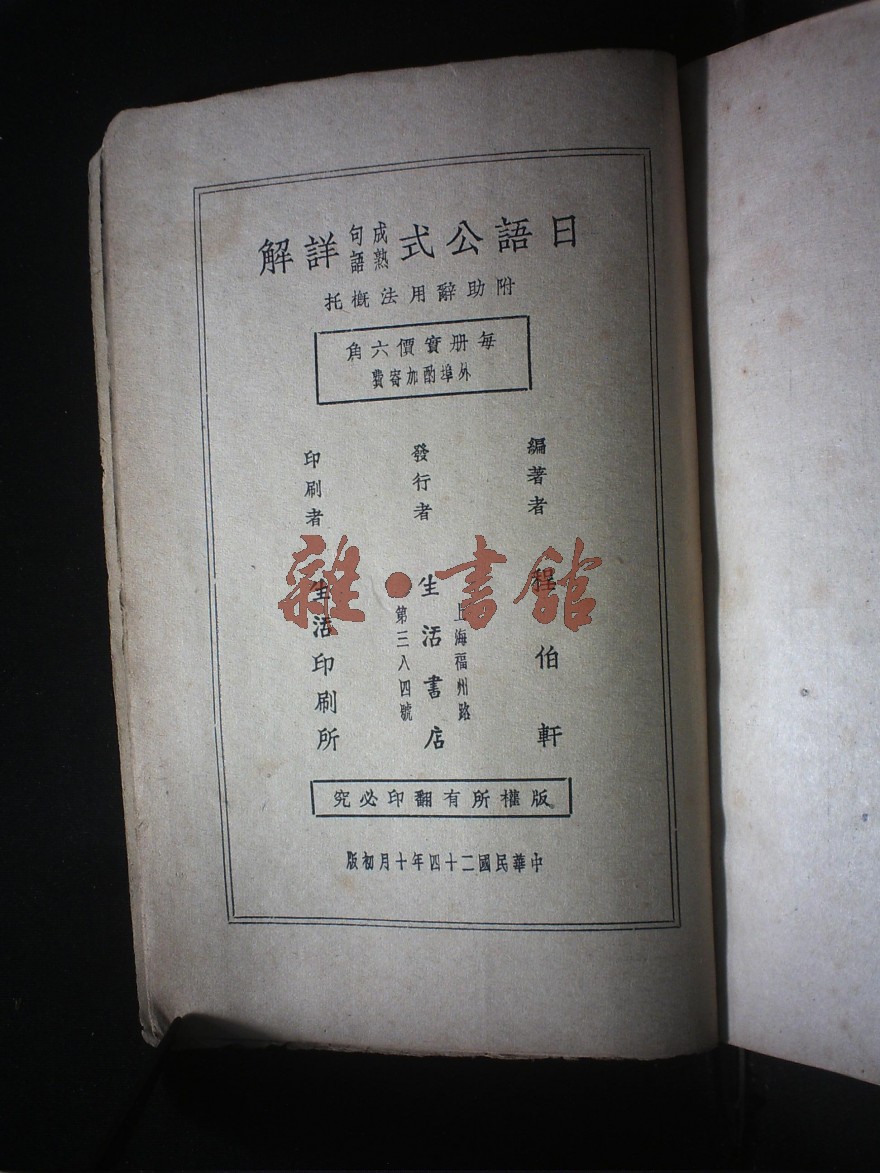 日語公式成句熟語詳解
附助辭用法概托
每册實價六角
外埠酌加寄費
編著者 程伯軒
發行者 生活書店
上海福州路
第三八四號
印刷者 生活印刷所
版權所有翻印必究
中華民國二十四年十月初版
雜·書館